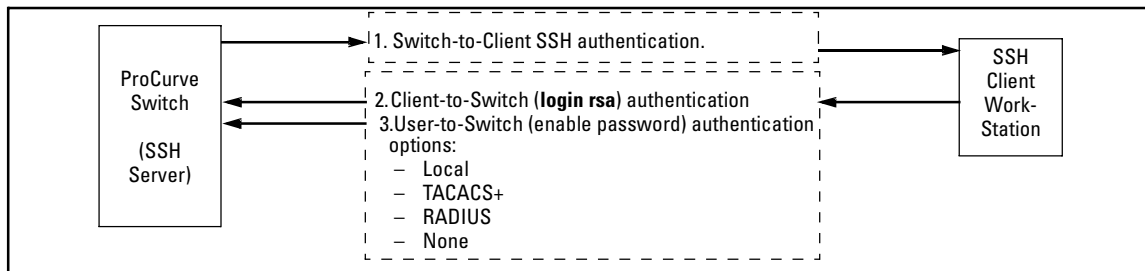 ProCurve
Switch
(SSH
Server)
1. Switch-to-Client SSH authentication.
2.Client-to-Switch (login rsa) authentication
3.User-to-Switch (enable password) authentication
options:
– Local
– TACACS+
– RADIUS
– None
SSH
Client
Work-
Station